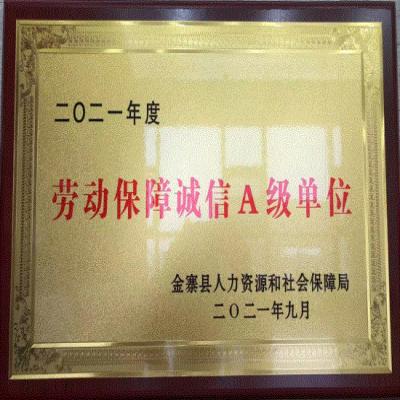 二〇二一年度
劳动保障诚信A级单位
金寨县人力资源和社会保障局
二〇二一年九月